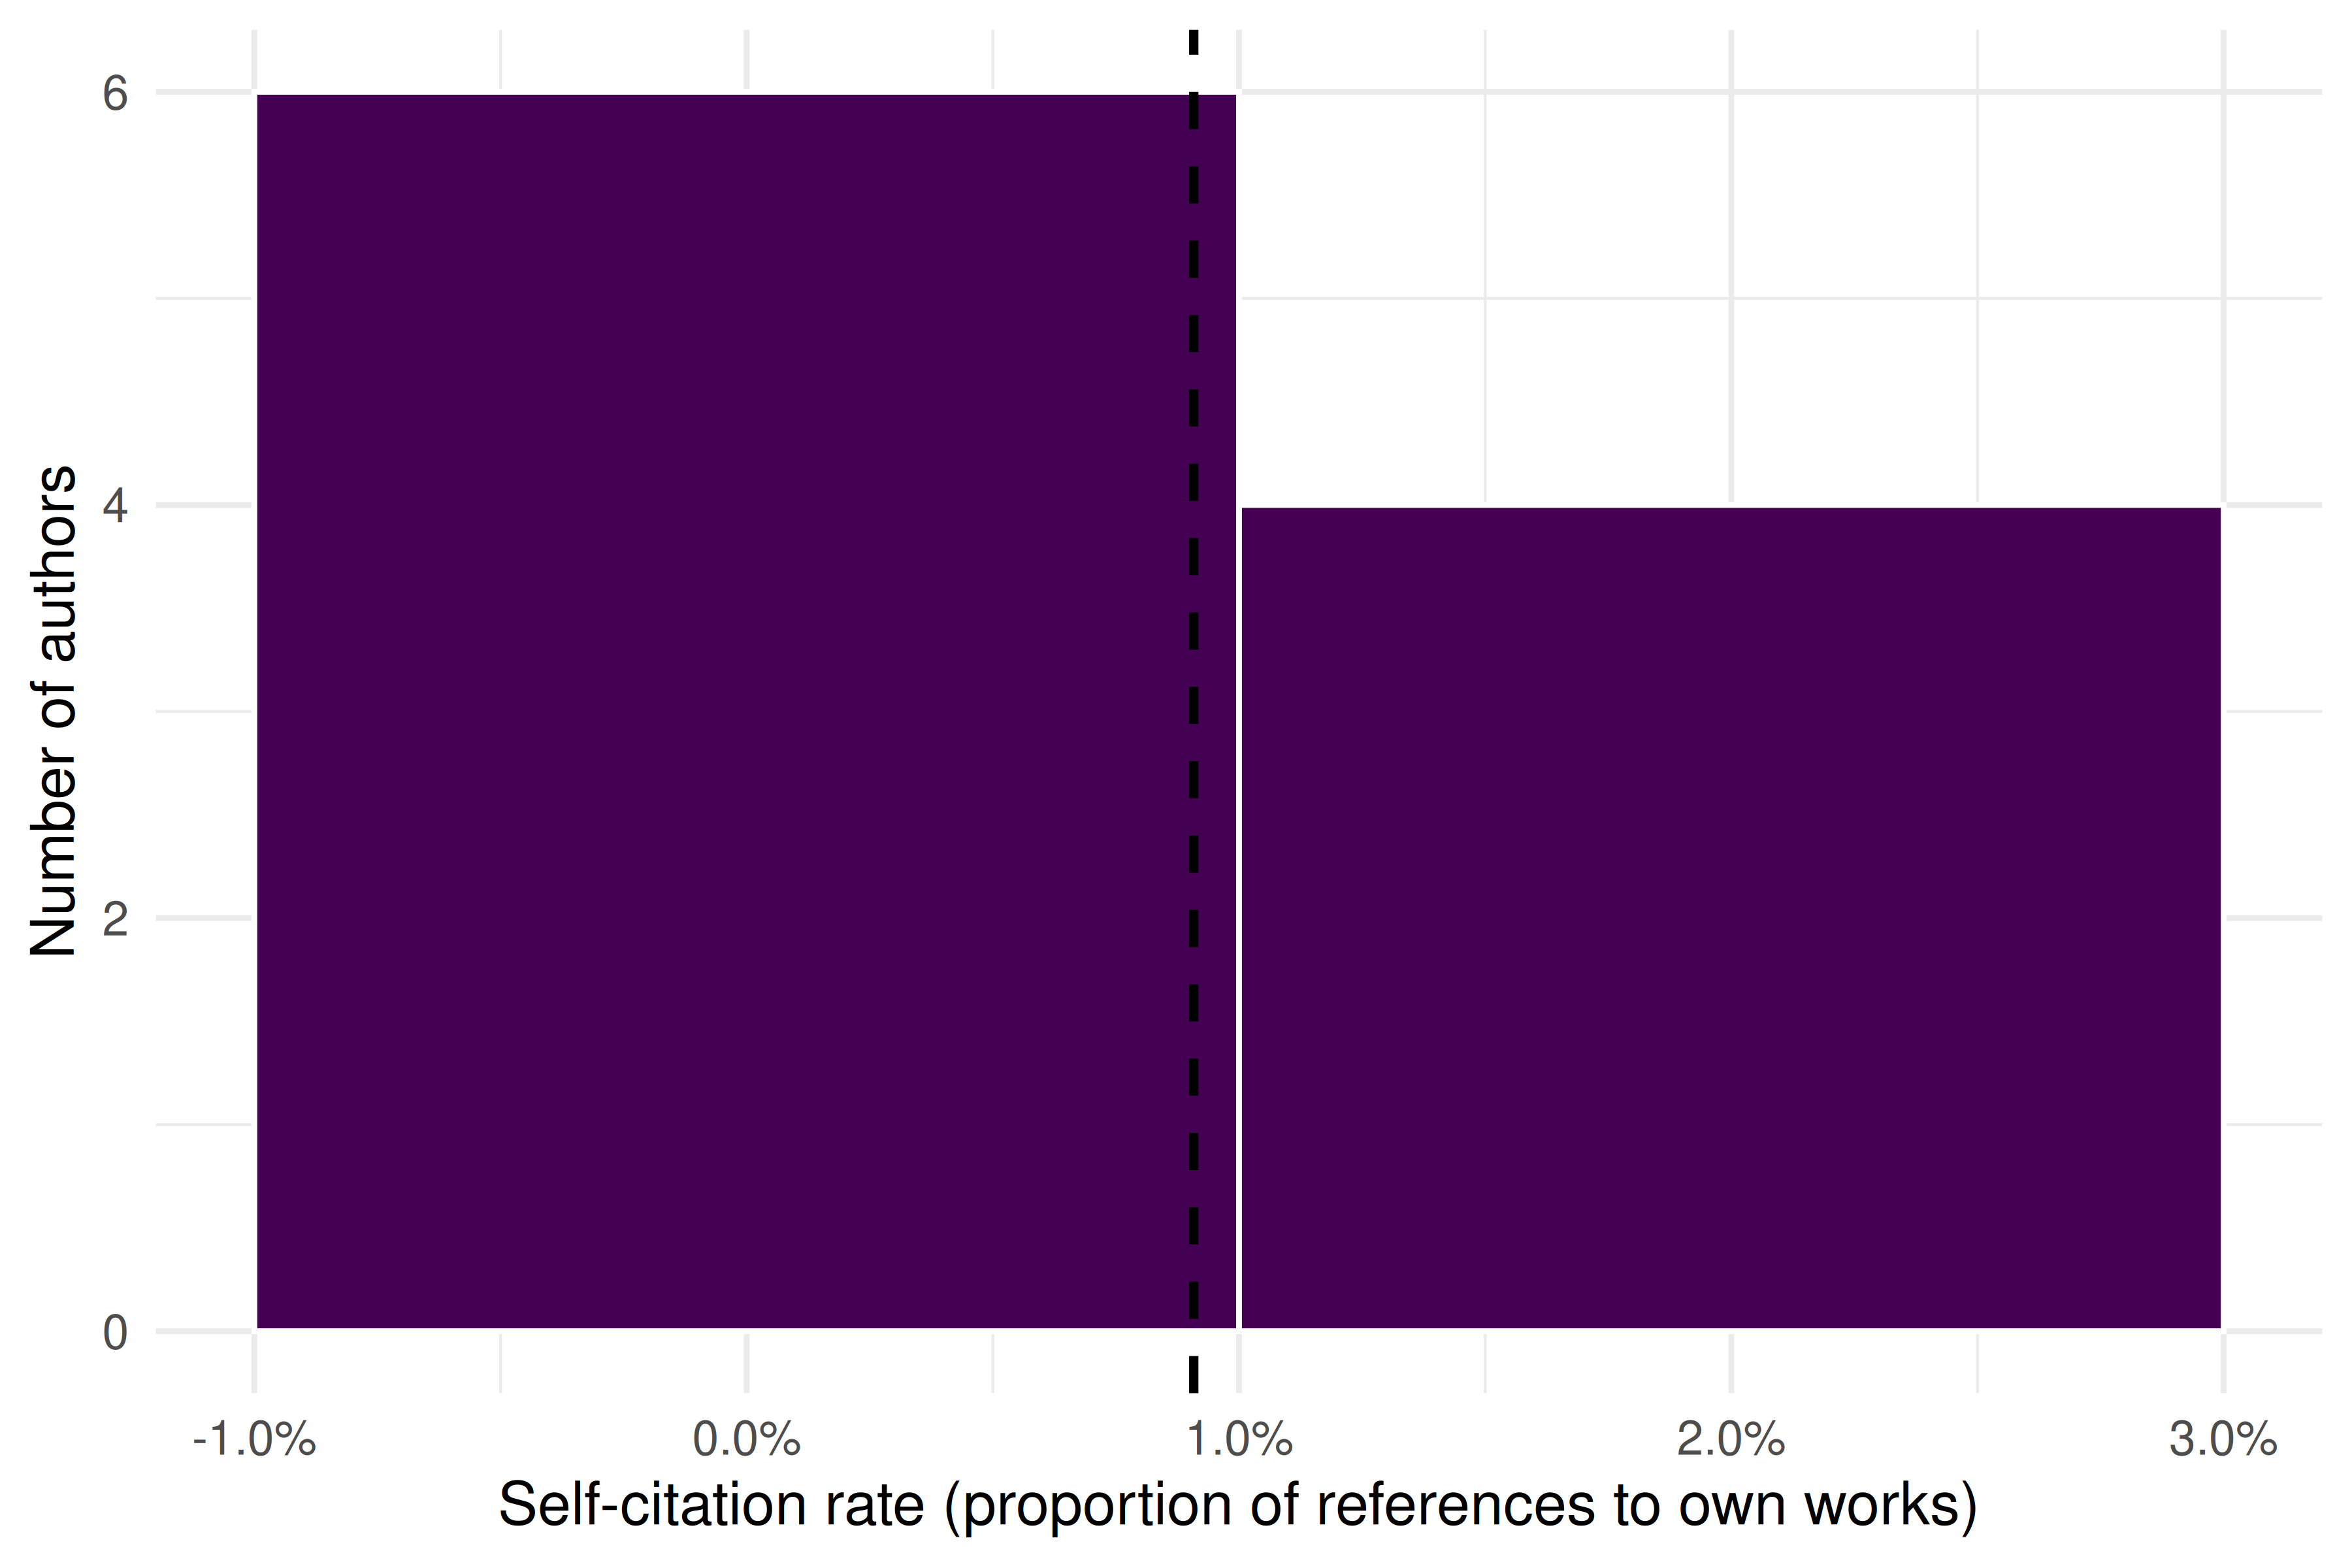 Number of authors
6
4
2
0
-1.0% 0.0% 1.0% 2.0% 3.0%
Self-citation rate (proportion of references to own works)